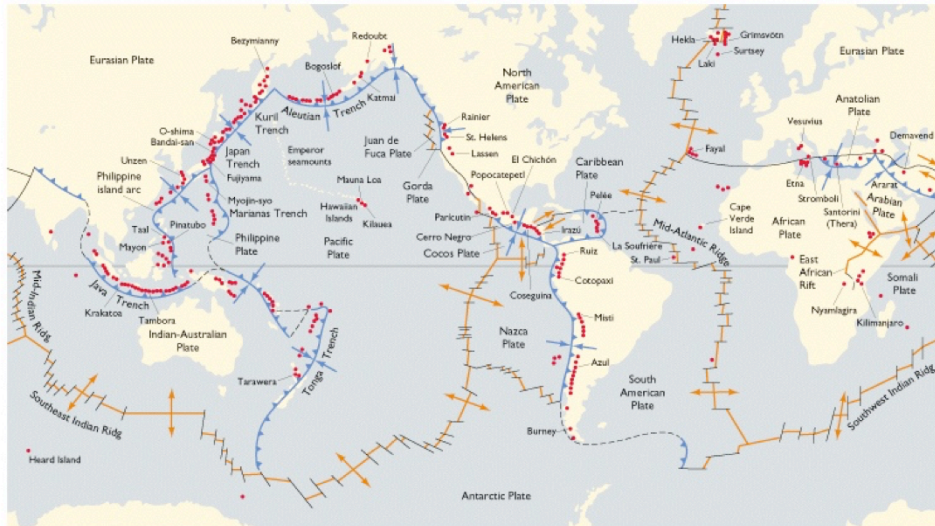 Bezymianny
Redoubt
Hekla
Grimsvötn
Surtsey
Laki
Eurasian Plate
Bogoslof
Eurasian Plate
North
American
Plate
Aleutian Trench
Katmai
Kuril
Trench
Anatolian
Plate
Rainier
Vesuvius
O-shima
Bandai-san
Juan de
Fuca Plate
St. Helens
Demavend
Japan
Trench
Emperor
seamounts
Fayal
Lassen
Unzen
El Chichón
Caribbean
Plate
Fujiyama
Etna
Stromboli
Ararat
Philippine
island arc
Mauna Loa
Gorda
Plate
Popocatepetl
Pelée
Santorini
(Thera)
Arabian
Plate
Myojin-syo
Marianas Trench
Hawaiian
Islands
Kilauea
Cape
Verde
Island
African
Plate
Taal
Pinatubo
Paricutin
Irazú
Mid-Atlantic Ridge
Mayon
Philippine
Plate
Pacific
Plate
Cerro Negro
Cocos Plate
Ruiz
La Soufriere
St. Paul
East
African
Rift
Somali
Plate
Mid-Indian Ridg
Java Trench
Krakatoa
Coseguina
Cotopaxi
Nyamlagira
Kilimanjaro
Tambora
Indian-Australian
Plate
Misti
Nazca
Plate
Tonga Trench
Azul
Tarawera
South
American
Plate
Southeast Indian Ridg
Southwest Indian Ridg
Burney
Heard Island
Antarctic Plate